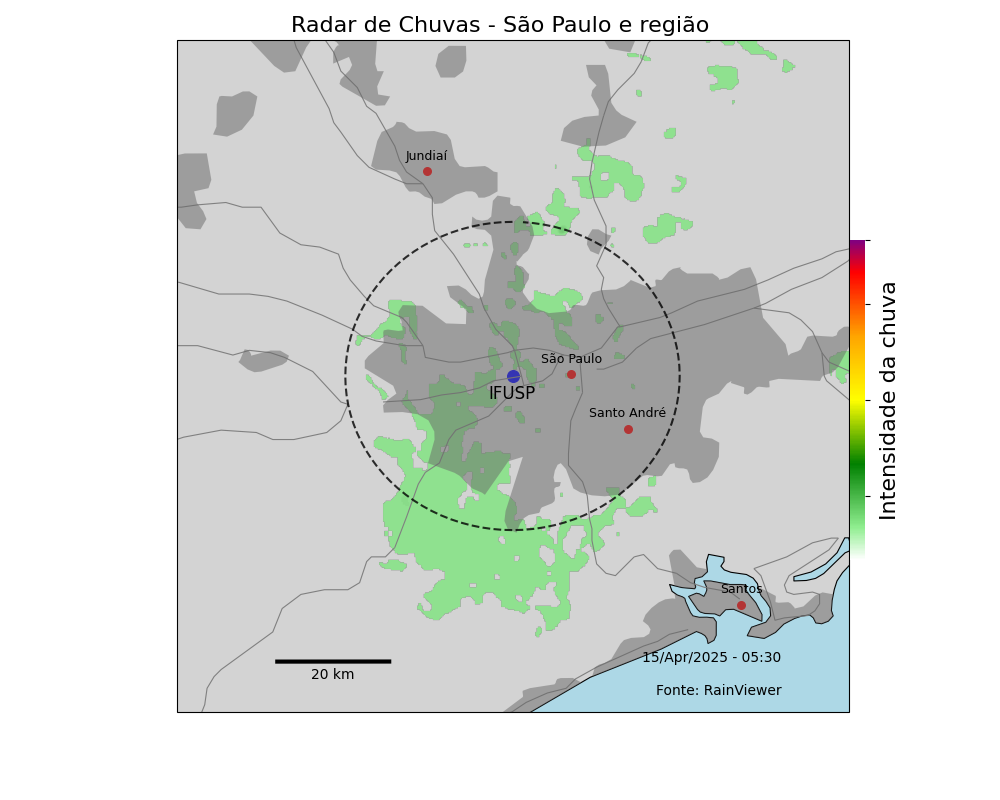 Radar de Chuvas - São Paulo e região
Jundiaí
São Paulo
IFUSP
Santo André
Santos
Intensidade da chuva
15/Apr/2025 - 05:30
20 km
Fonte: RainViewer